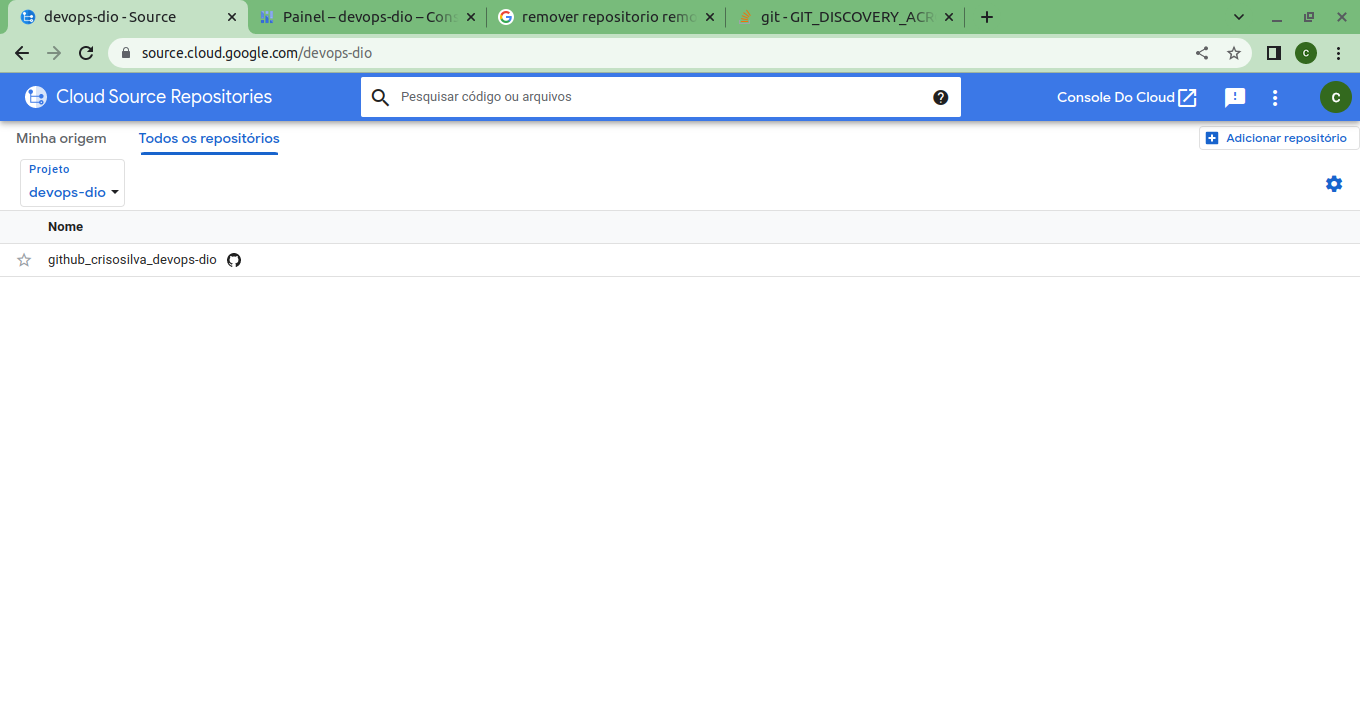 devops-dio - Source
Painel – devops-dio – Cons
remover repositorio remo
git - GIT_DISCOVERY_ACR
source.cloud.google.com/devops-dio
C
Cloud Source Repositories
Pesquisar código ou arquivos
Console Do Cloud
C
Minha origem
Todos os repositórios
Adicionar repositório
Projeto
devops-dio
Nome
github_crisosilva_devops-dio